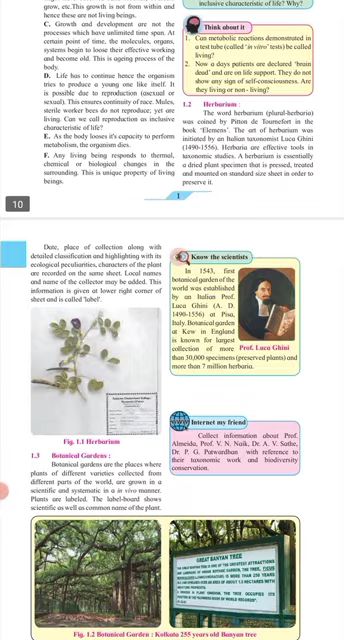 grow, etc.This growth is not from within and
hence these are not living beings.
C. Growth and development are not the
processes which have unlimited time span. At
certain point of time, the molecules, organs,
systems begin to loose their effective working
and become old. This is ageing process of the
body.
D. Life has to continue hence the organism
tries to produce a young one like itself. It
is possible due to reproduction (asexual or
sexual). This ensures continuity of race. Mules,
sterile worker bees do not reproduce; yet are
living. Can we call reproduction as inclusive
characteristic of life?
E. As the body looses it's capacity to perform
metabolism, the organism dies.
F. Any living being responds to thermal,
chemical or biological changes in the
surrounding. This is unique property of living
beings.
inclusive characteristic of life? Why?
Think about it
1. Can metabolic reactions demonstrated in
a test tube (called 'in vitro' tests) be called
living?
2. Now a days patients are declared 'brain
dead' and are on life support. They do not
show any sign of self-consciousness. Are
they living or non - living?
1.2 Herbarium :
The word herbarium (plural-herbaria)
was coined by Pitton de Tournefort in the
book 'Elemens'. The art of herbarium was
initiated by an Italian taxonomist Luca Ghini
(1490-1556). Herbaria are effective tools in
taxonomic studies. A herbarium is essentially
a dried plant specimen that is pressed, treated
and mounted on standard size sheet in order to
preserve it.
1
10
Date, place of collection along with
detailed classification and highlighting with its
ecological peculiarities, characters of the plant
are recorded on the same sheet. Local names
and name of the collector may be added. This
information is given at lower right corner of
sheet and is called 'label'.
Fig. 1.1 Herbarium
1.3 Botanical Gardens :
Botanical gardens are the places where
plants of different varieties collected from
different parts of the world, are grown in a
scientific and systematic in a in vivo manner.
Plants are labeled. The label-board shows
scientific as well as common name of the plant.
Know the scientists
In 1543, first
botanical garden of the
world was established
by an Italian Prof.
Luca Ghini (A. D.
1490-1556) at Pisa,
Italy. Botanical garden
at Kew in England
is known for largest
collection of more
than 30,000 specimens (preserved plants) and
more than 7 million herbaria.
Prof. Luca Ghini
Internet my friend
Collect information about Prof.
Almeida, Prof. V. N. Naik, Dr. A. V. Sathe,
Dr. P. G. Patwardhan with reference to
their taxonomic work and biodiversity
conservation.
GREAT BANYAN TREE
Fig. 1.2 Botanical Garden : Kolkata 255 years old Banyan tree